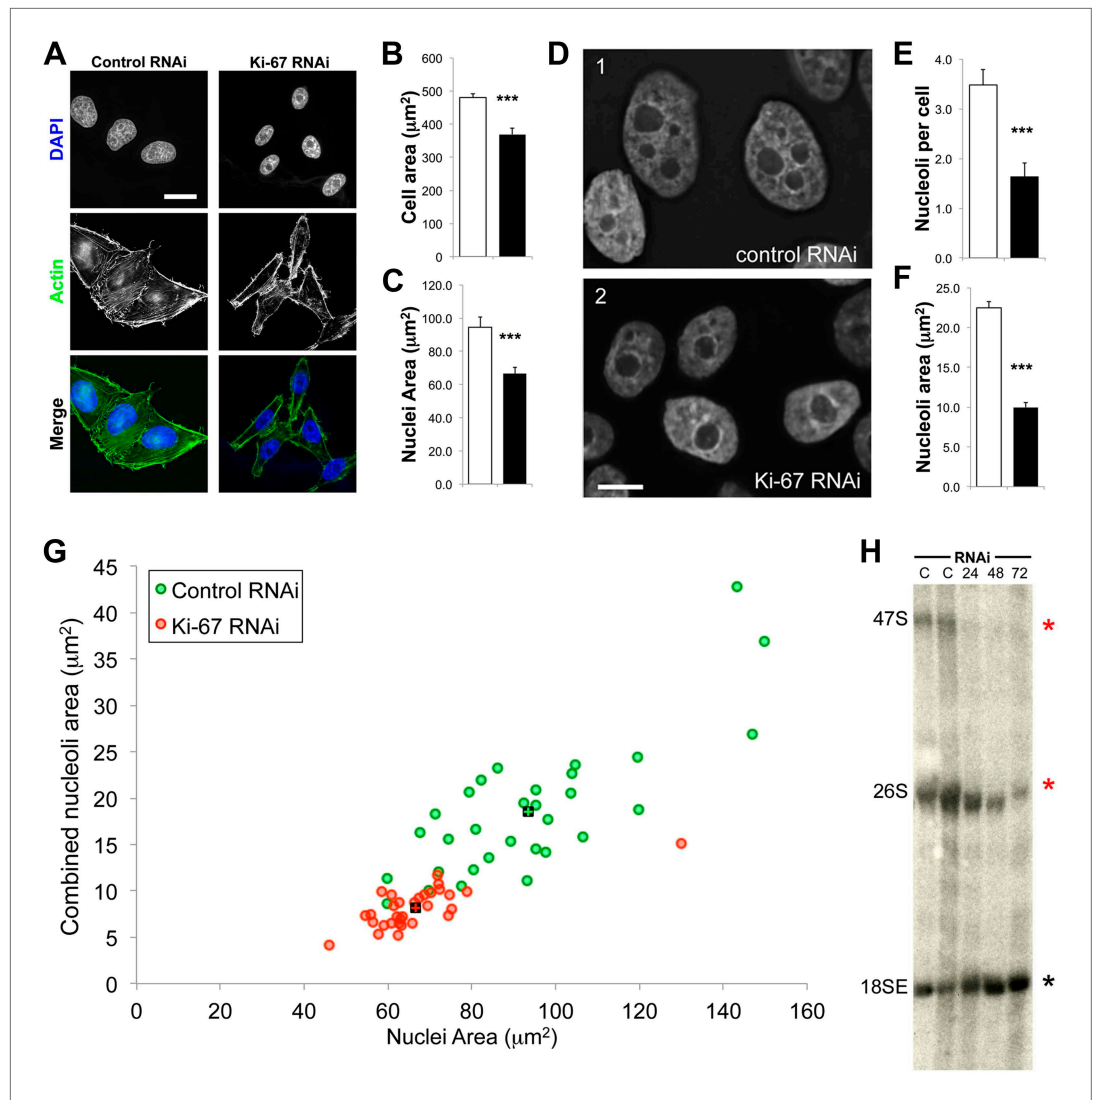 A
Control RNAi
Ki-67 RNAi
DAPI
Actin
Merge
B
Cell area (μm²)
600
500
400
300
200
100
0
***
C
Nuclei Area (μm²)
120.0
100.0
80.0
60.0
40.0
20.0
0.0
***
D
1
control RNAi
2
Ki-67 RNAi
E
Nucleoli per cell
4.0
3.0
2.0
1.0
0.0
***
F
Nucleoli area (μm²)
25.0
20.0
15.0
10.0
5.0
0.0
***
G
Combined nucleoli area (μm²)
45
40
35
30
25
20
15
10
5
0
Control RNAi
Ki-67 RNAi
0 20 40 60 80 100 120 140 160
Nuclei Area (μm²)
H
RNAi
C C 24 48 72
47S *
26S *
18SE *